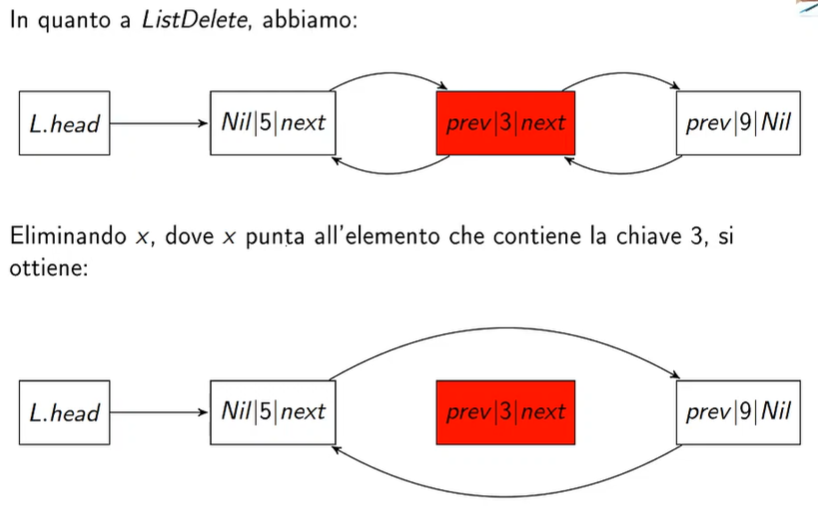 In quanto a ListDelete, abbiamo:
L.head
Nil|5|next
prev|3|next
prev|9|Nil
Eliminando x, dove x punta all'elemento che contiene la chiave 3, si
ottiene:
L.head
Nil|5|next
prev|3|next
prev|9|Nil